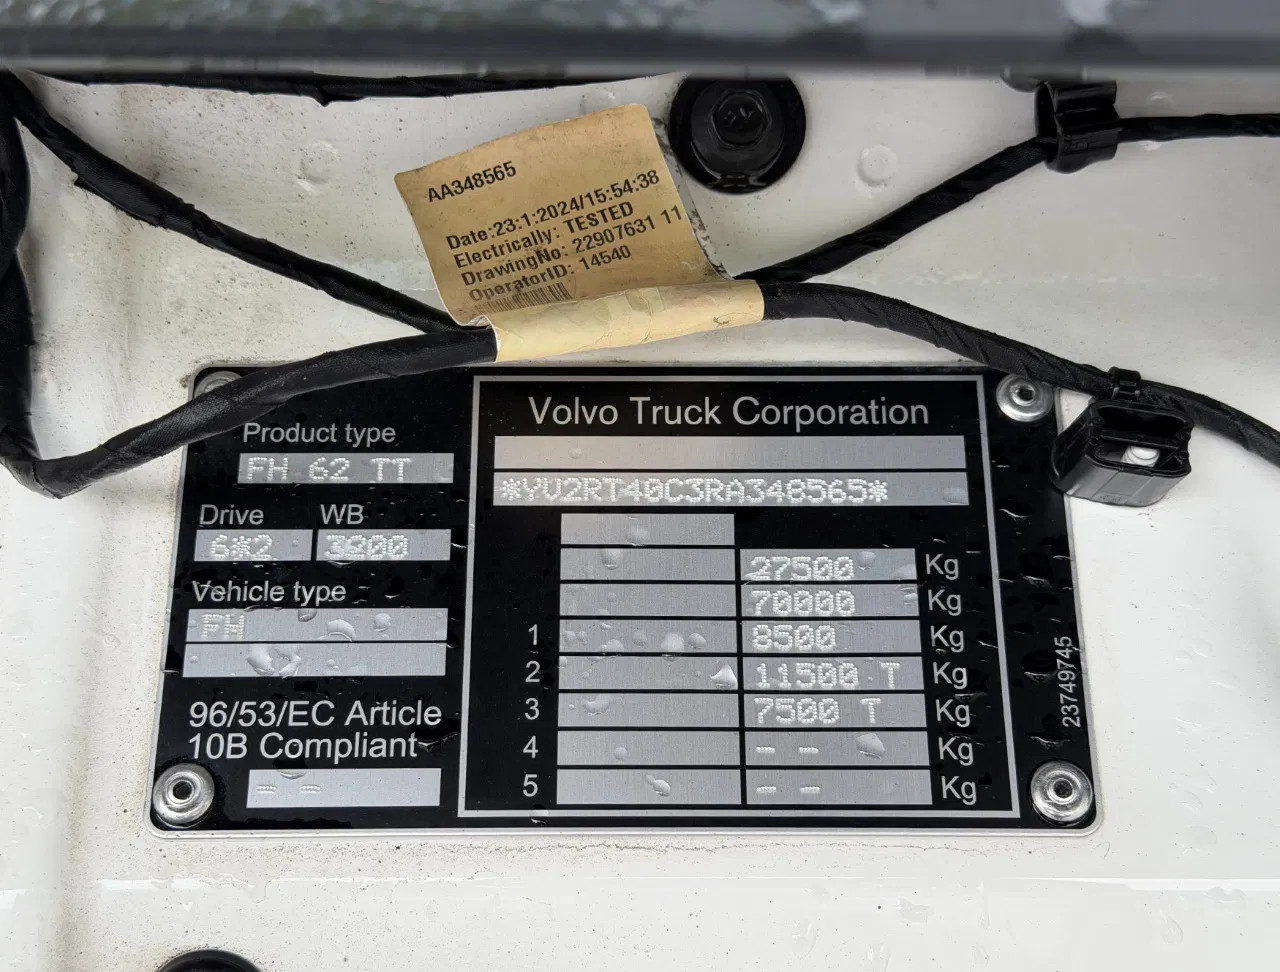 AA348565
Date:23:1:2024/15:54:38
Electrically: TESTED
DrawingNo: 22907631 11
OperatorID: 14540
Product type
FH 62 TT
Drive WB
6*2 3200
Vehicle type
FH
96/53/EC Article
10B Compliant
-- --
Volvo Truck Corporation
*YV2RT40C3RA348565*
27500 Kg
70000 Kg
1 8500 Kg
2 11500 T Kg
3 7500 T Kg
4 -- -- Kg
5 -- -- Kg
23749745